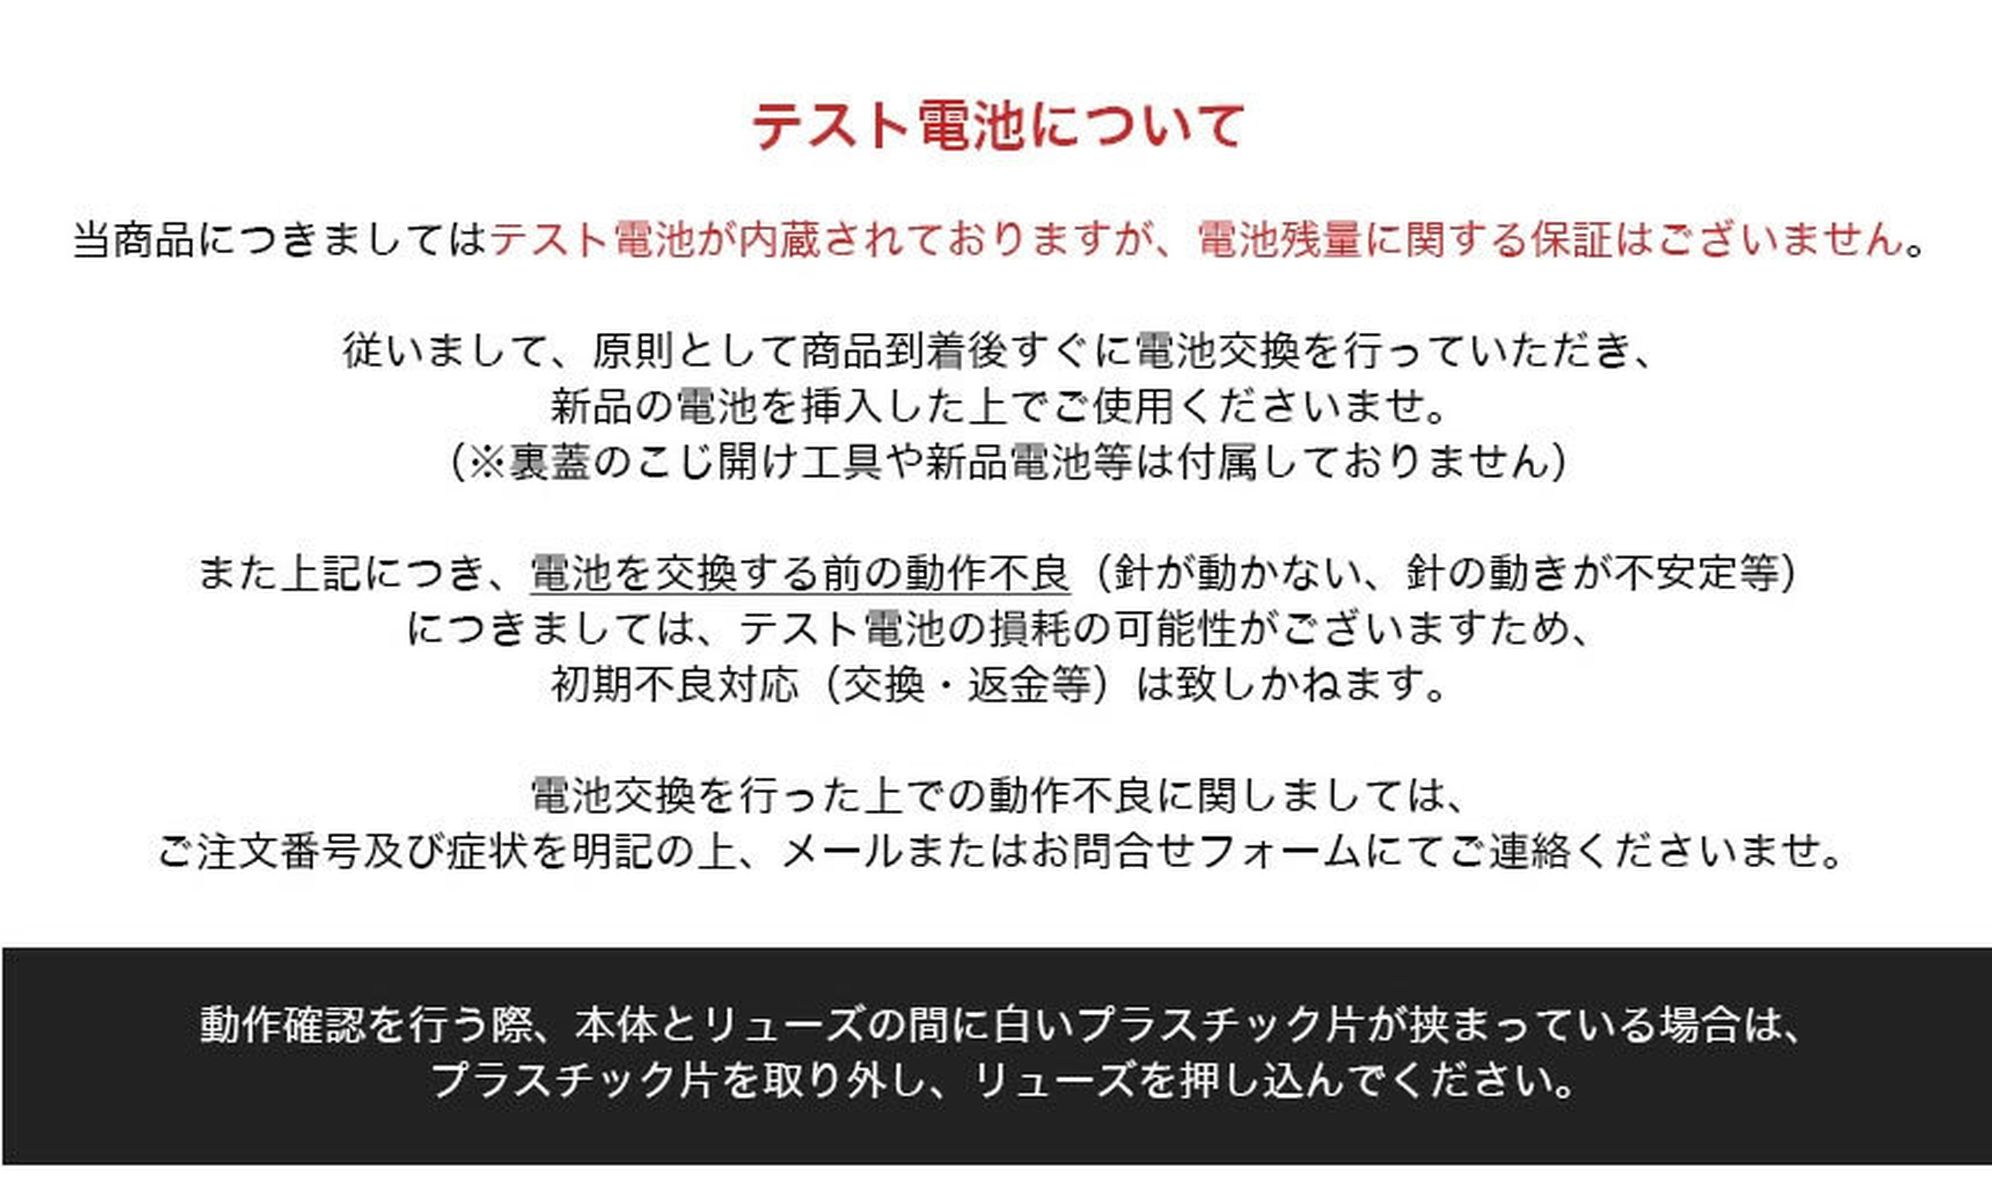 テスト電池について
当商品につきましてはテスト電池が内蔵されておりますが、電池残量に関する保証はございません。
従いまして、原則として商品到着後すぐに電池交換を行っていただき、
新品の電池を挿入した上でご使用くださいませ。
（※裏蓋のこじ開け工具や新品電池等は付属しておりません）
また上記につき、電池を交換する前の動作不良（針が動かない、針の動きが不安定等）
につきましては、テスト電池の損耗の可能性がございますため、
初期不良対応（交換・返金等）は致しかねます。
電池交換を行った上での動作不良に関しましては、
ご注文番号及び症状を明記の上、メールまたはお問合せフォームにてご連絡くださいませ。
動作確認を行う際、本体とリューズの間に白いプラスチック片が挟まっている場合は、
プラスチック片を取り外し、リューズを押し込んでください。